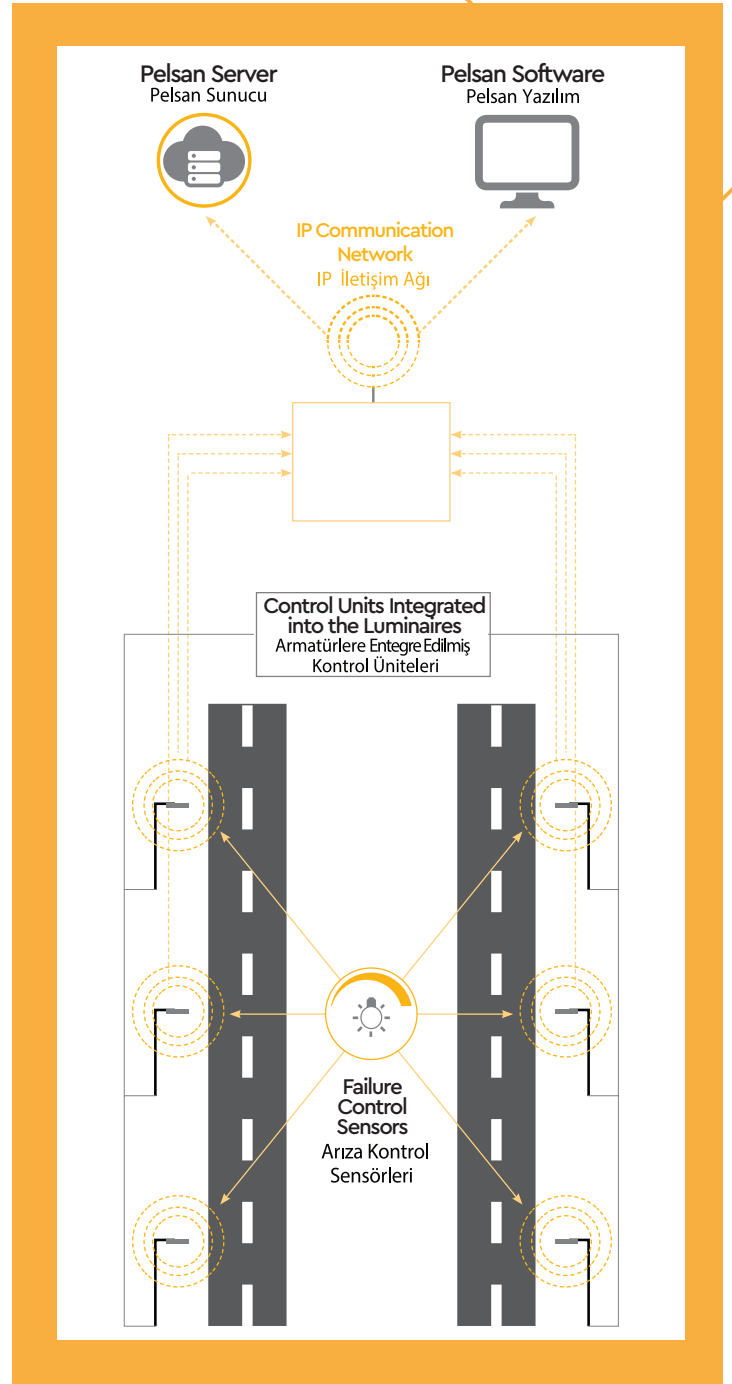 Pelsan Server
Pelsan Sunucu
Pelsan Software
Pelsan Yazılım
IP Communication
Network
IP İletişim Ağı
Control Units Integrated
into the Luminaires
Armatürlere Entegre Edilmiş
Kontrol Üniteleri
Failure
Control
Sensors
Arıza Kontrol
Sensörleri